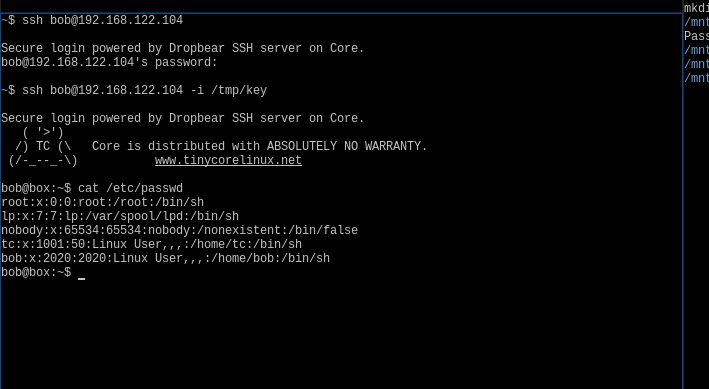 ~$ ssh bob@192.168.122.104
Secure login powered by Dropbear SSH server on Core.
bob@192.168.122.104's password:
~$ ssh bob@192.168.122.104 -i /tmp/key
Secure login powered by Dropbear SSH server on Core.
( '>')
/) TC (\   Core is distributed with ABSOLUTELY NO WARRANTY.
(/-_--_-\)           www.tinycorelinux.net
bob@box:~$ cat /etc/passwd
root:x:0:0:root:/root:/bin/sh
lp:x:7:7:lp:/var/spool/lpd:/bin/sh
nobody:x:65534:65534:nobody:/nonexistent:/bin/false
tc:x:1001:50:Linux User,,,:/home/tc:/bin/sh
bob:x:2020:2020:Linux User,,,:/home/bob:/bin/sh
bob@box:~$ _
mkdi
/mnt
Pass
/mnt
/mnt
/mnt